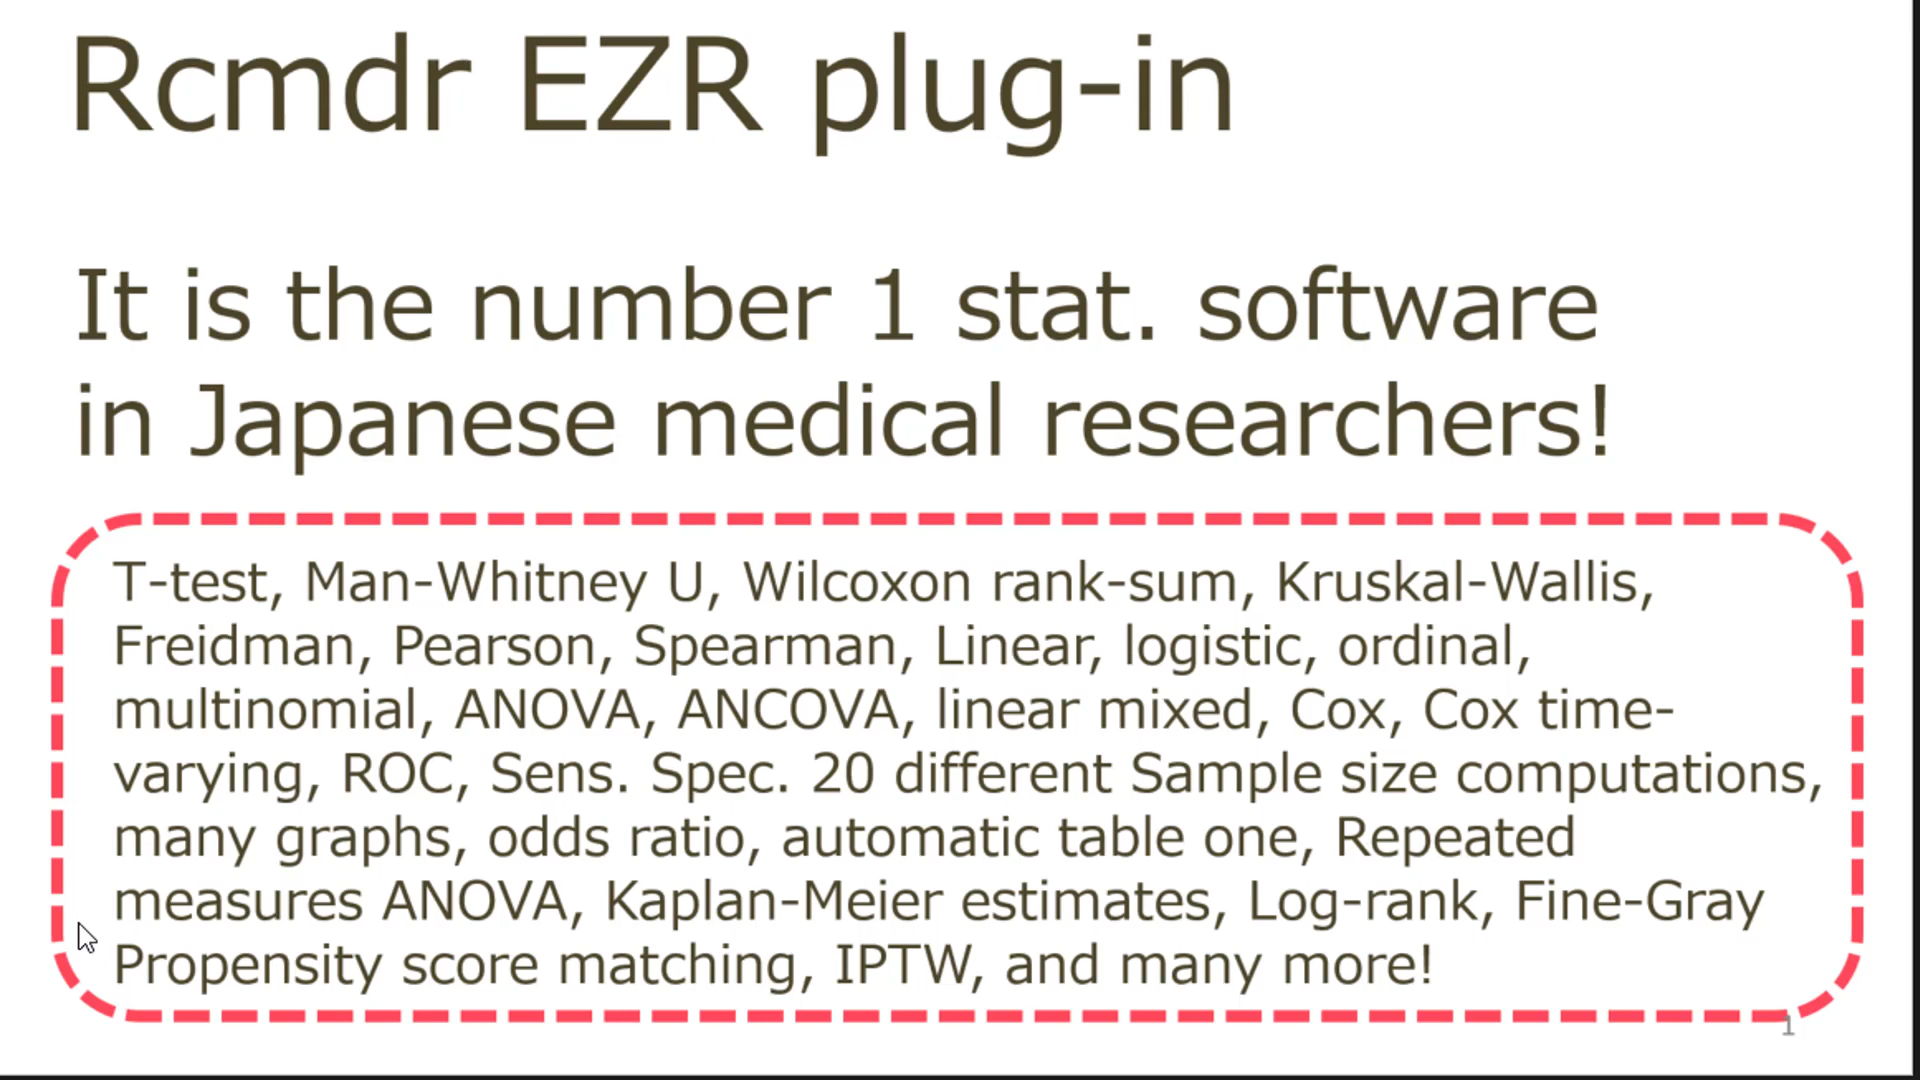 Rcmdr EZR plug-in
It is the number 1 stat. software
in Japanese medical researchers!
T-test, Man-Whitney U, Wilcoxon rank-sum, Kruskal-Wallis,
Freidman, Pearson, Spearman, Linear, logistic, ordinal,
multinomial, ANOVA, ANCOVA, linear mixed, Cox, Cox time-
varying, ROC, Sens. Spec. 20 different Sample size computations,
many graphs, odds ratio, automatic table one, Repeated
measures ANOVA, Kaplan-Meier estimates, Log-rank, Fine-Gray
Propensity score matching, IPTW, and many more!
1